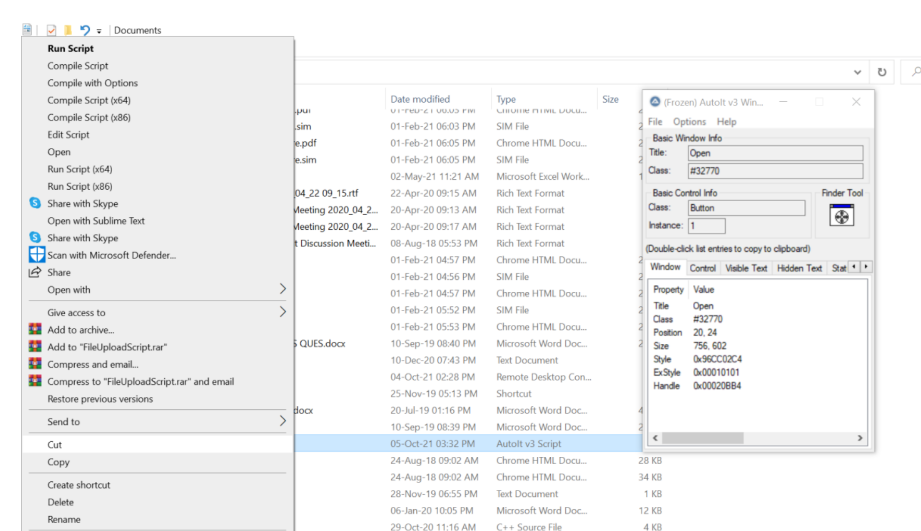 Documents
Run Script
Compile Script
Compile with Options
Compile Script (x64)
Compile Script (x86)
Edit Script
Open
Run Script (x64)
Run Script (x86)
Share with Skype
Open with Sublime Text
Share with Skype
Scan with Microsoft Defender...
Share
Open with
Give access to
Add to archive...
Add to "FileUploadScript.rar"
Compress and email...
Compress to "FileUploadScript.rar" and email
Restore previous versions
Send to
Cut
Copy
Create shortcut
Delete
Rename
Date modified Type Size
01-Feb-21 06:03 PM Chrome HTML Docu...
.sim 01-Feb-21 06:03 PM SIM File
e.pdf 01-Feb-21 06:05 PM Chrome HTML Docu...
e.sim 01-Feb-21 06:05 PM SIM File
02-May-21 11:21 AM Microsoft Excel Work...
04_22 09_15.rtf 22-Apr-20 09:15 AM Rich Text Format
Meeting 2020_04_2... 20-Apr-20 09:13 AM Rich Text Format
Meeting 2020_04_2... 20-Apr-20 09:17 AM Rich Text Format
t Discussion Meeti... 08-Aug-18 05:53 PM Rich Text Format
01-Feb-21 04:57 PM Chrome HTML Docu...
01-Feb-21 04:56 PM SIM File
01-Feb-21 04:57 PM Chrome HTML Docu...
01-Feb-21 05:52 PM SIM File
01-Feb-21 05:53 PM Chrome HTML Docu...
S QUES.docx 10-Sep-19 08:40 PM Microsoft Word Doc...
10-Dec-20 07:43 PM Text Document
04-Oct-21 02:28 PM Remote Desktop Con...
25-Nov-19 05:13 PM Shortcut
docx 20-Jul-19 01:16 PM Microsoft Word Doc...
10-Sep-19 08:39 PM Microsoft Word Doc...
05-Oct-21 03:32 PM AutoIt v3 Script
24-Aug-18 09:02 AM Chrome HTML Docu... 28 KB
24-Aug-18 09:02 AM Chrome HTML Docu... 34 KB
28-Nov-19 06:55 PM Text Document 1 KB
06-Jan-20 10:05 PM Microsoft Word Doc... 12 KB
29-Oct-20 11:16 AM C++ Source File 4 KB
(Frozen) AutoIt v3 Win...
File Options Help
Basic Window Info
Title: Open
Class: #32770
Basic Control Info Finder Tool
Class: Button
Instance: 1
(Double-click list entries to copy to clipboard)
Window Control Visible Text Hidden Text Stat
Property Value
Title Open
Class #32770
Position 20, 24
Size 756, 602
Style 0x96CC02C4
ExStyle 0x00010101
Handle 0x00020BB4